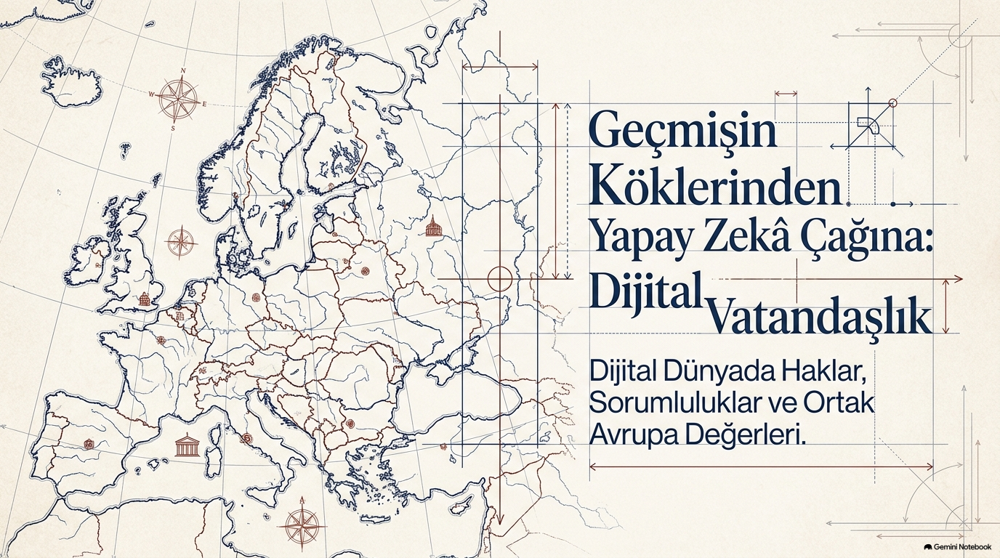 N
W
E
S
Geçmişin
Köklerinden
Yapay Zekâ Çağına:
Dijital Vatandaşlık
Dijital Dünyada Haklar,
Sorumluluklar ve Ortak
Avrupa Değerleri.
A
Gemini Notebook